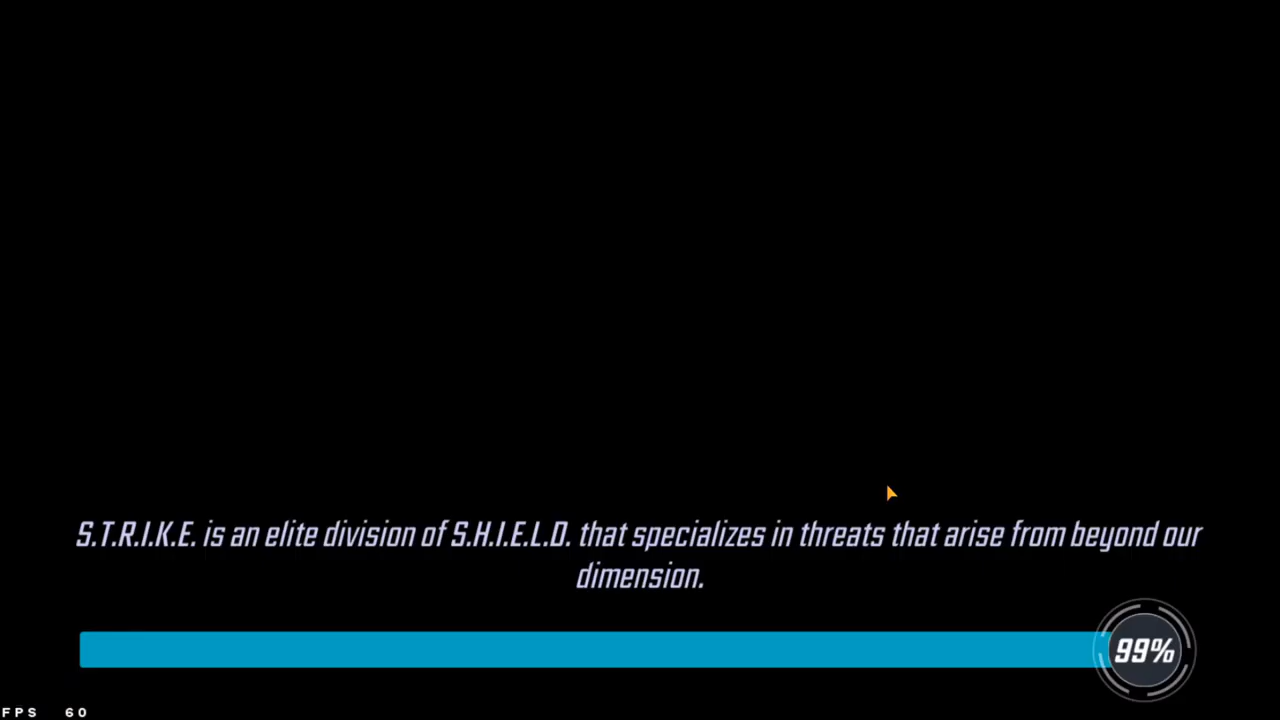 S.T.R.I.K.E. is an elite division of S.H.I.E.L.D. that specializes in threats that arise from beyond our
dimension.
99%
FPS 60